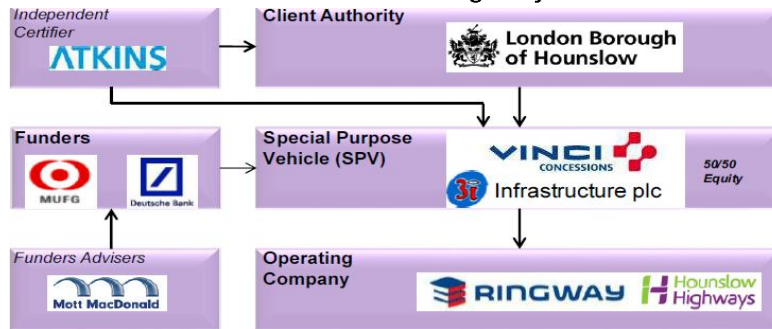 Independent
Certifier
ATKINS
Client Authority
London Borough
of Hounslow
Funders
MUFG
Deutsche Bank
Special Purpose
Vehicle (SPV)
VINCI
CONCESSIONS
3i Infrastructure plc
50/50
Equity
Funders Advisers
Mott MacDonald
Operating
Company
RINGWAY
Hounslow
Highways